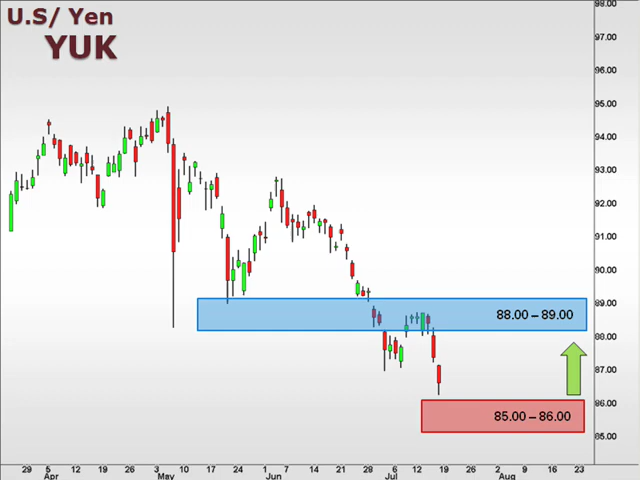 U.S/ Yen
YUK
98.00
97.00
96.00
95.00
94.00
93.00
92.00
91.00
90.00
89.00
88.00
87.00
86.00
85.00
88.00 – 89.00
85.00 – 86.00
29 5 12 19 26 3 10 17 24 1 7 14 21 28 5 12 19 26 2 9 16 23
Apr May Jun Jul Aug